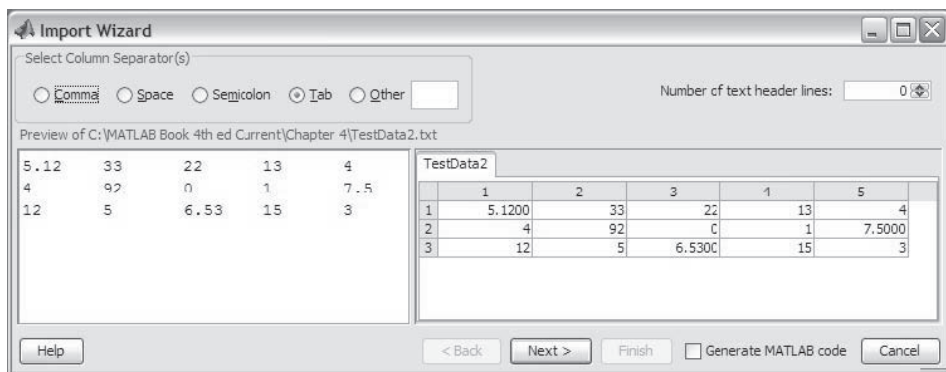 Import Wizard
Select Column Separator(s)
Comma Space Semicolon Tab Other
Number of text header lines: 0
Preview of C:\MATLAB Book 4th ed Current\Chapter 4\TestData2.txt
5.12 33 22 13 4
4 92 0 1 7.5
12 5 6.53 15 3
TestData2
1 2 3 4 5
1 5.1200 33 22 13 4
2 4 92 0 1 7.5000
3 12 5 6.5300 15 3
Help < Back Next > Finish Generate MATLAB code Cancel